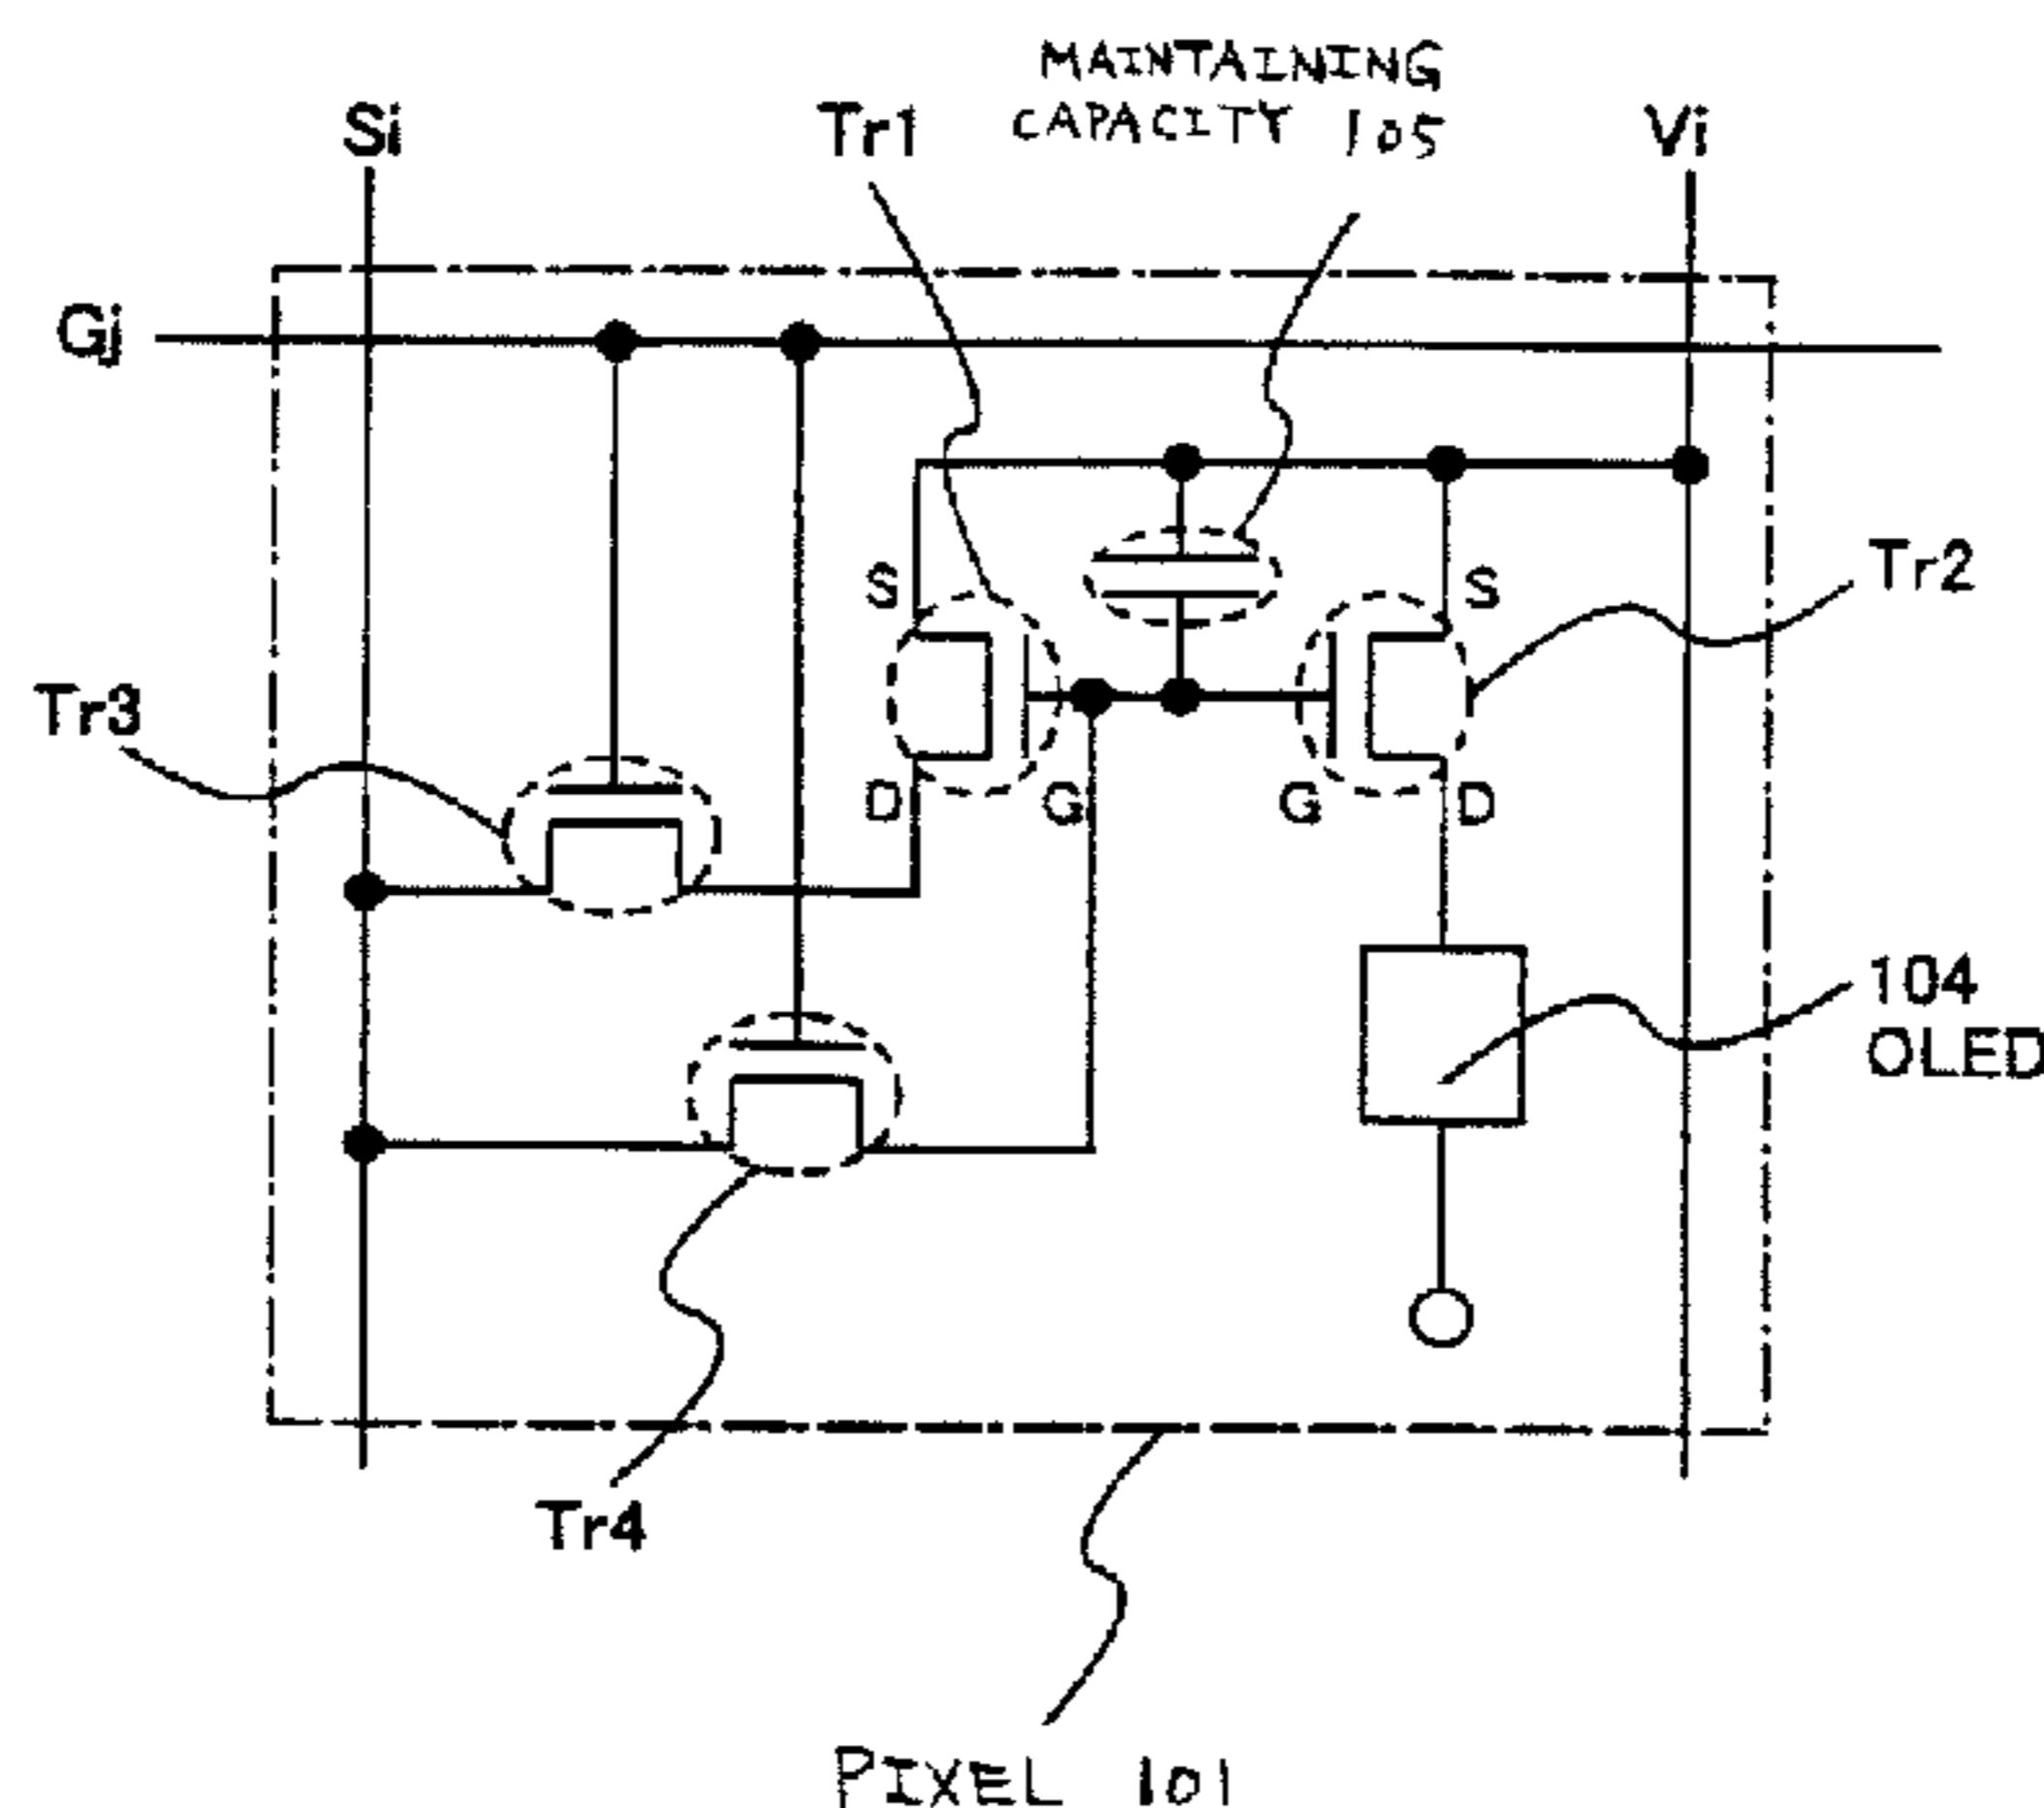 MAINTAINING
CAPACITY 105
Si
Tr1
Vi
Gj
S
S
Tr2
Tr3
D
G
G
D
104
OLED
Tr4
PIXEL 101